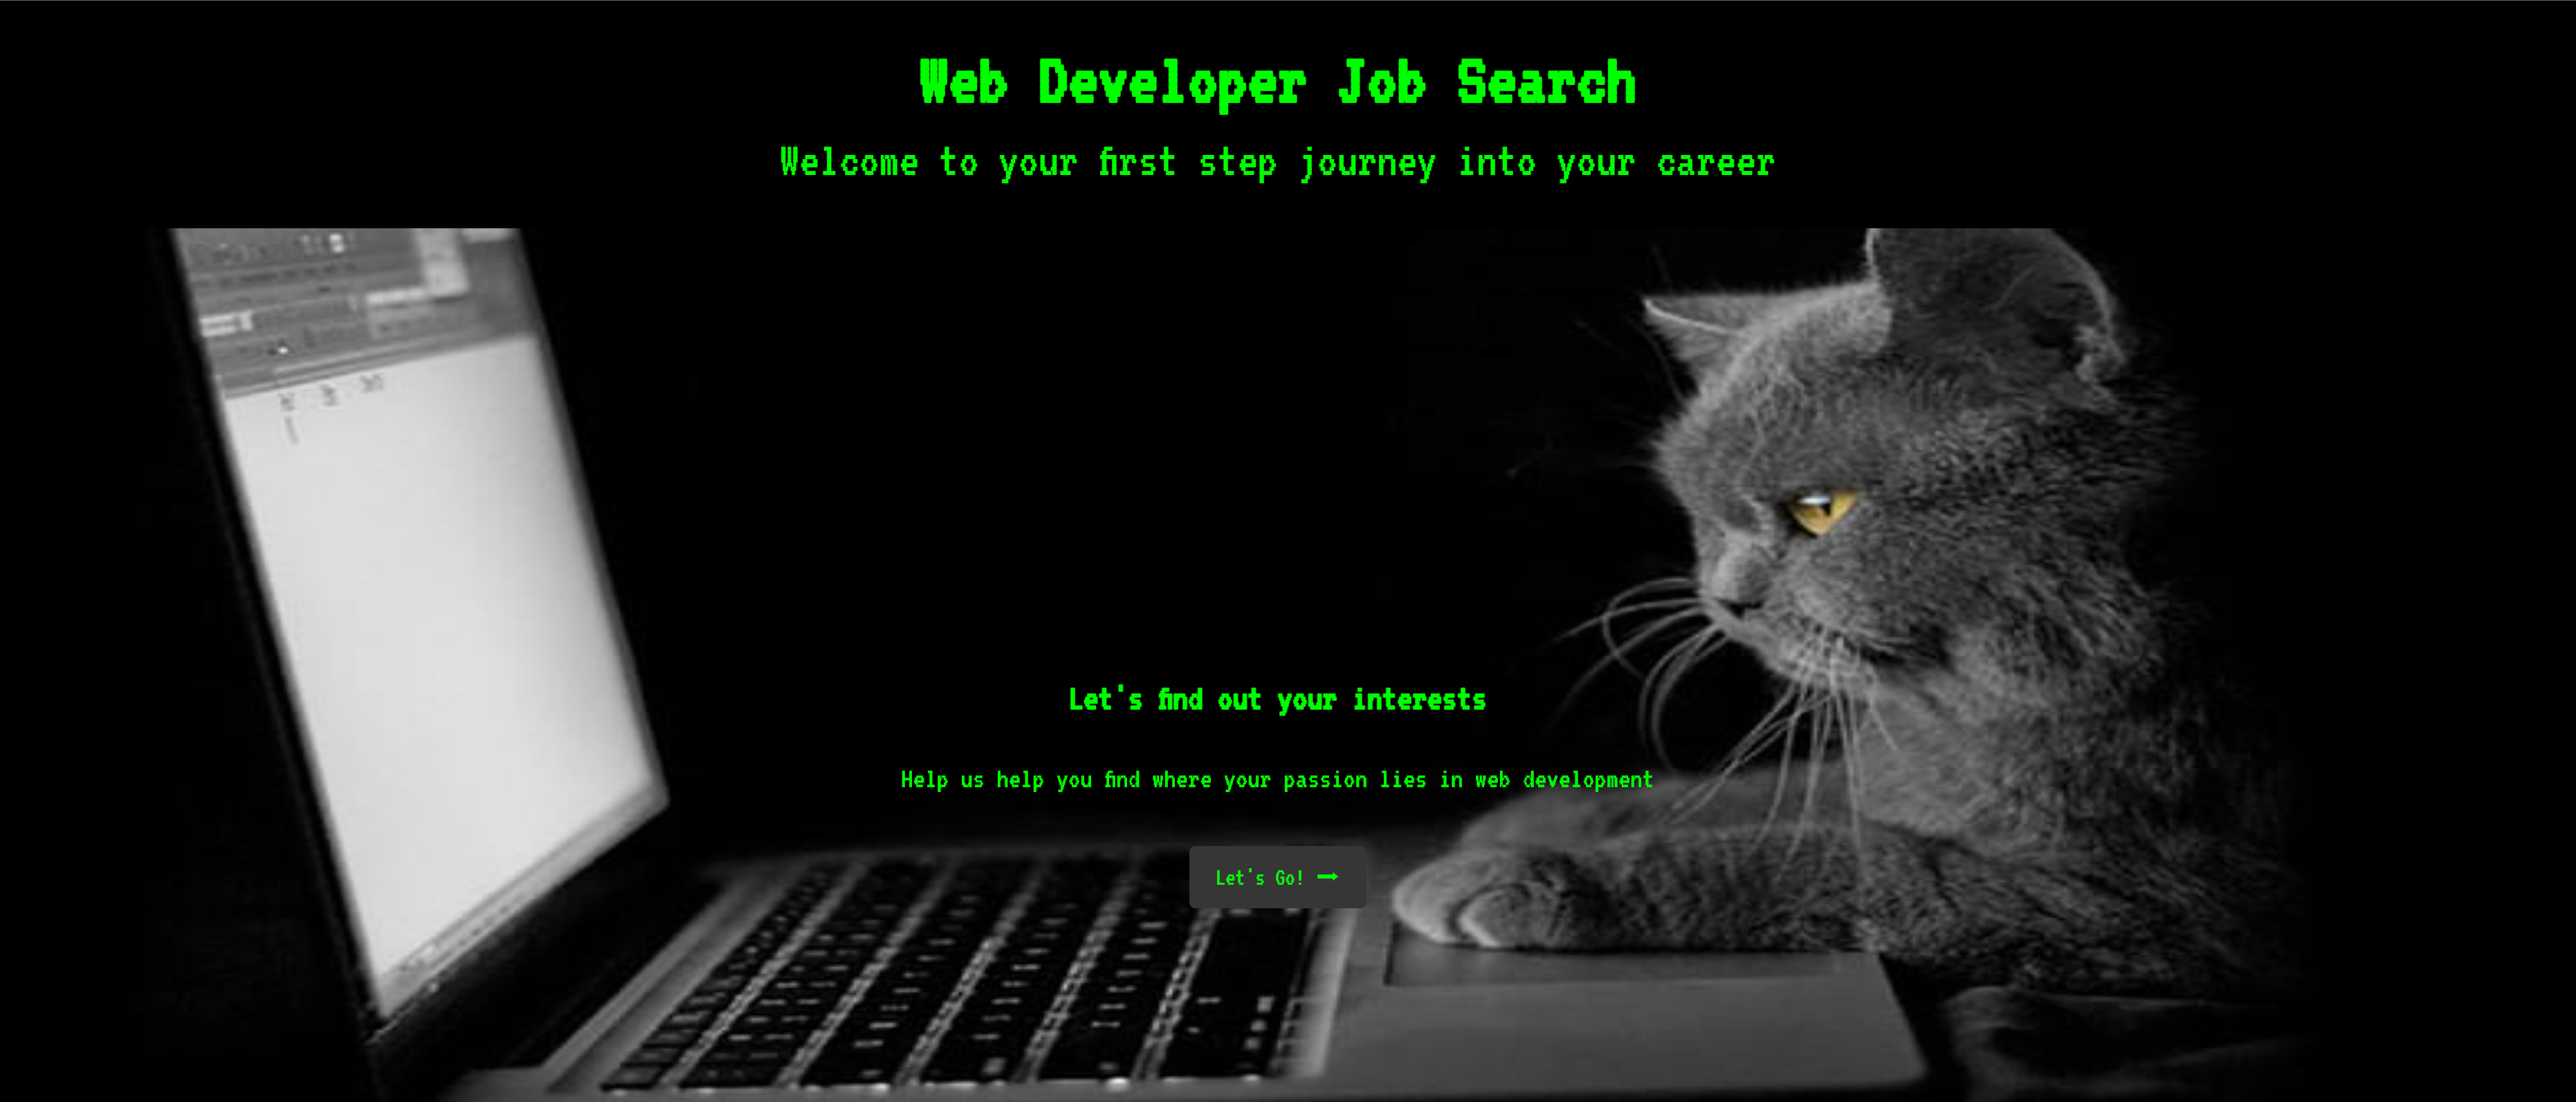 Web Developer Job Search
Welcome to your first step journey into your career
Let's find out your interests
Help us help you find where your passion lies in web development
Let's Go! ➞